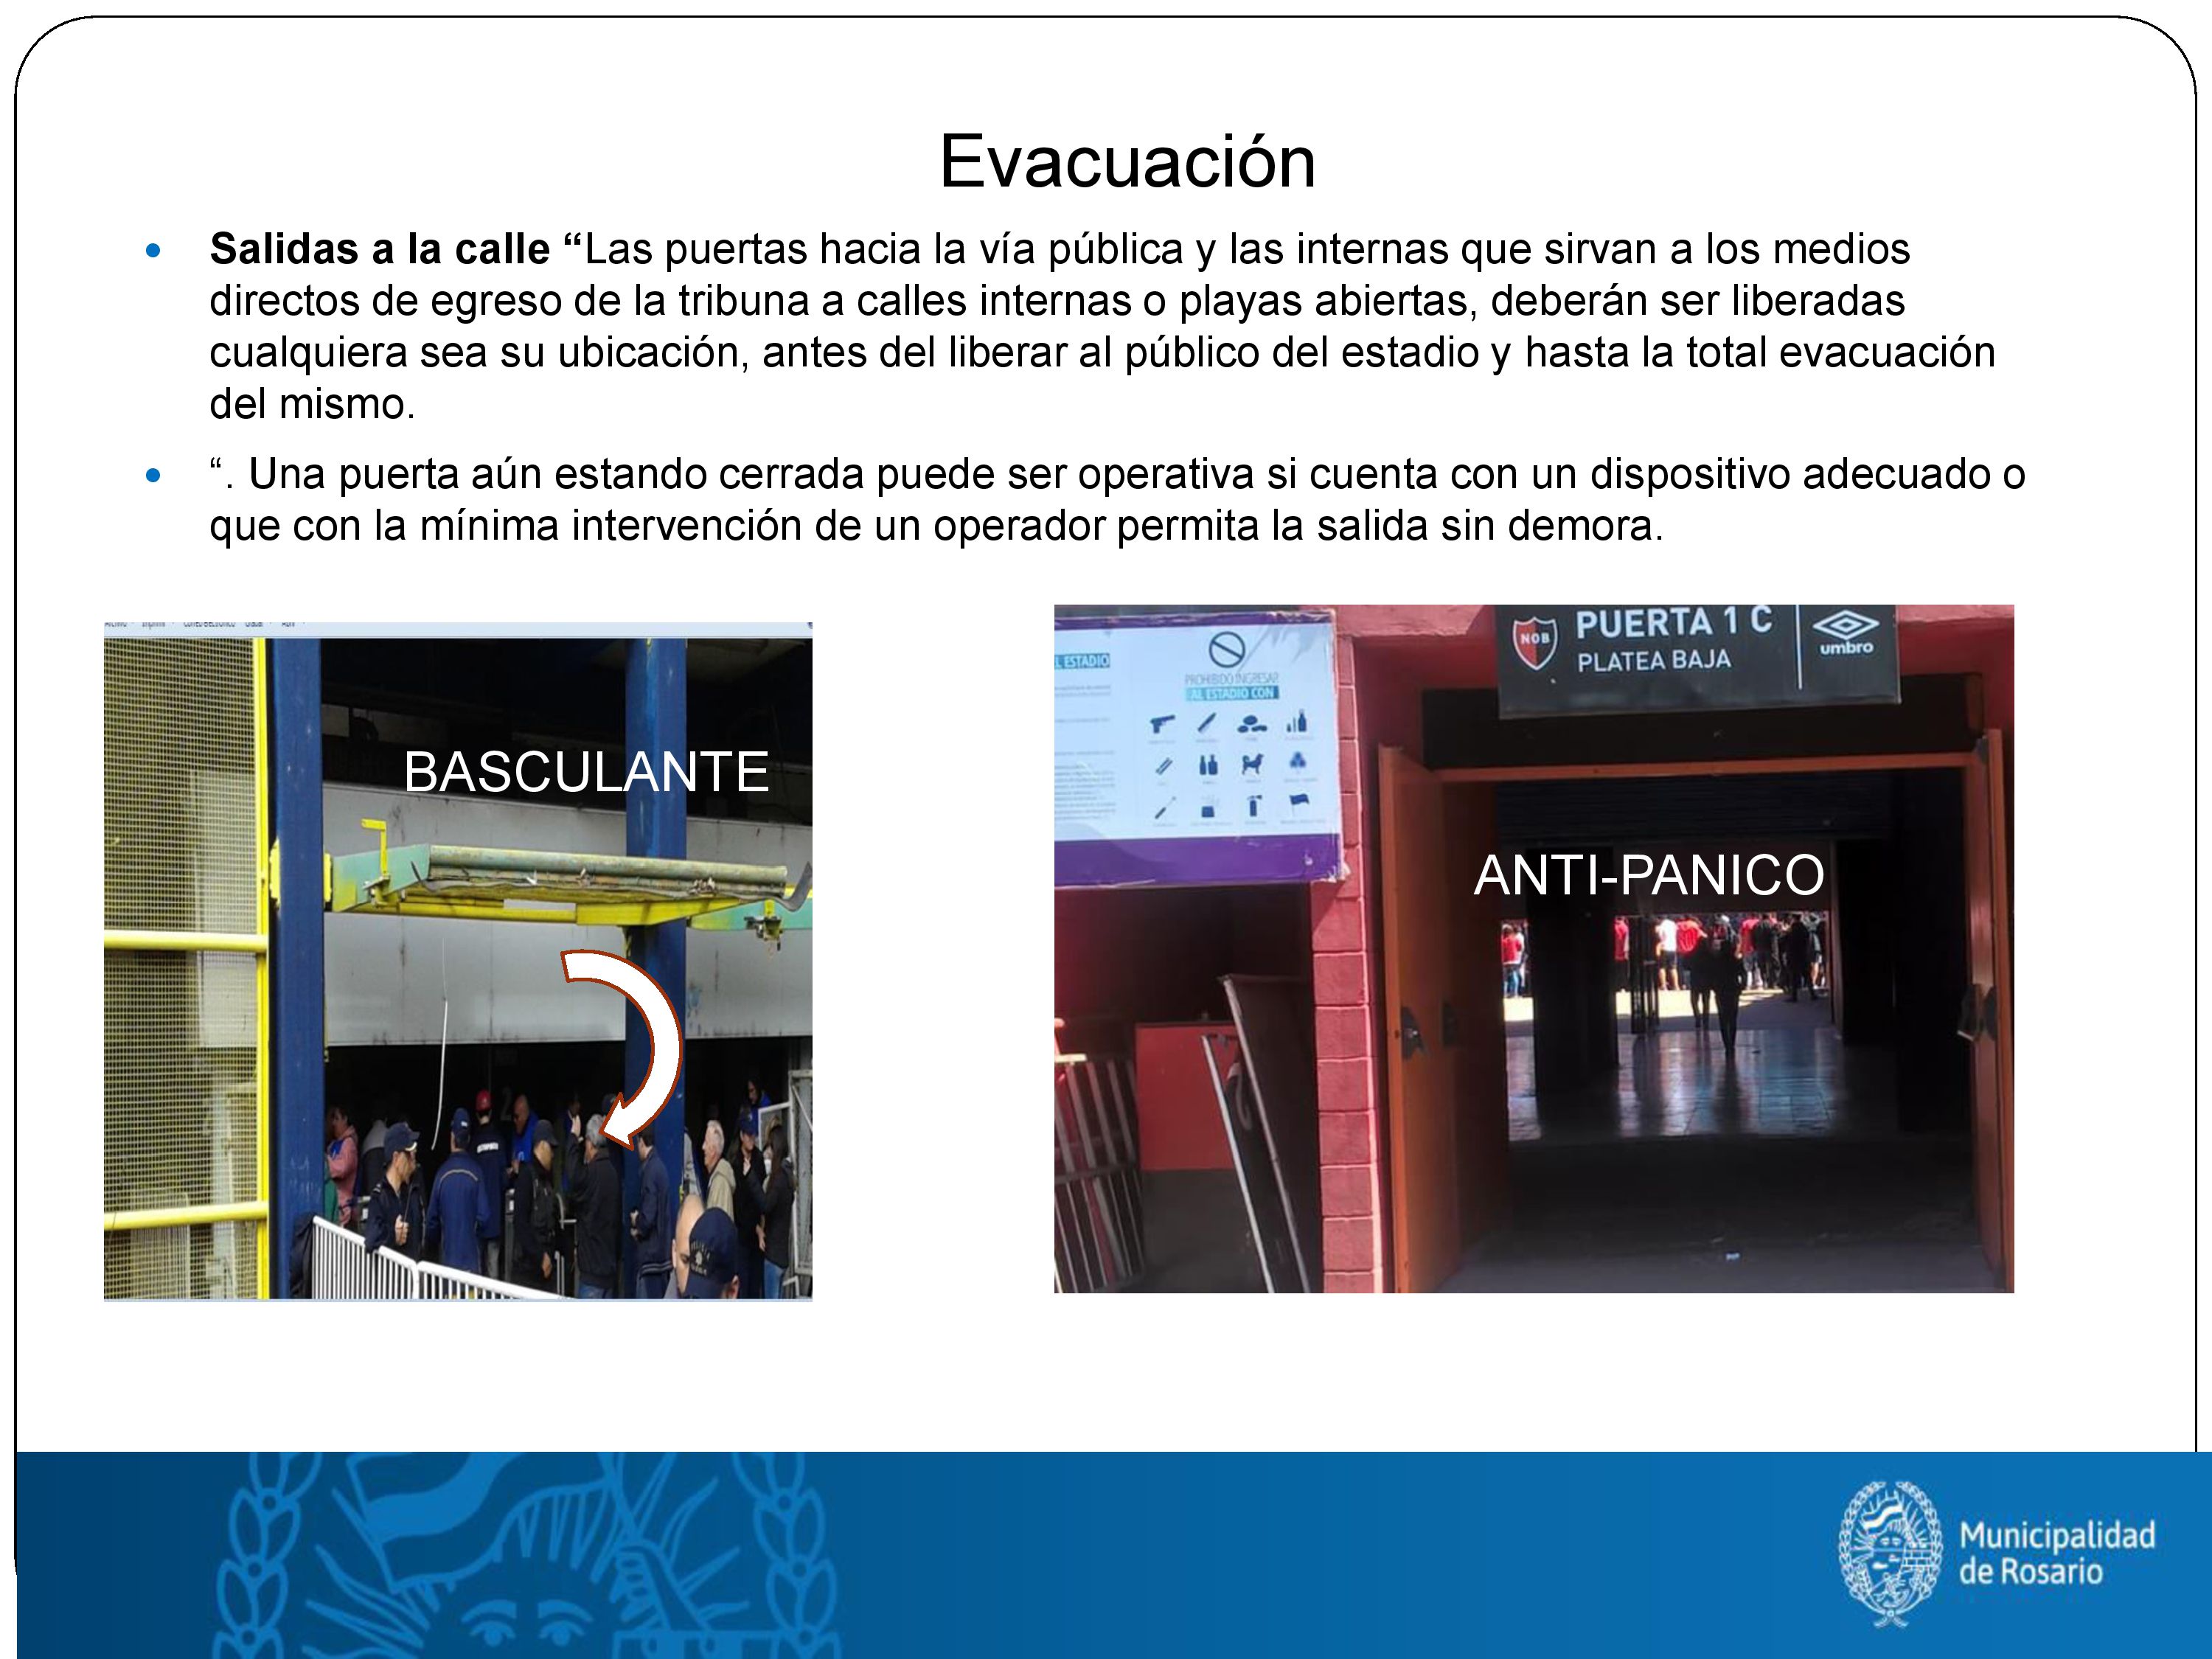 Evacuación
Salidas a la calle “Las puertas hacia la vía pública y las internas que sirvan a los medios
directos de egreso de la tribuna a calles internas o playas abiertas, deberán ser liberadas
cualquiera sea su ubicación, antes del liberar al público del estadio y hasta la total evacuación
del mismo.
“. Una puerta aún estando cerrada puede ser operativa si cuenta con un dispositivo adecuado o
que con la mínima intervención de un operador permita la salida sin demora.
BASCULANTE
L ESTADIO
PROHIBIDO INGRESAR
AL ESTADIO CON
NOB
PUERTA 1 C
PLATEA BAJA
umbro
ANTI-PANICO
Municipalidad
de Rosario